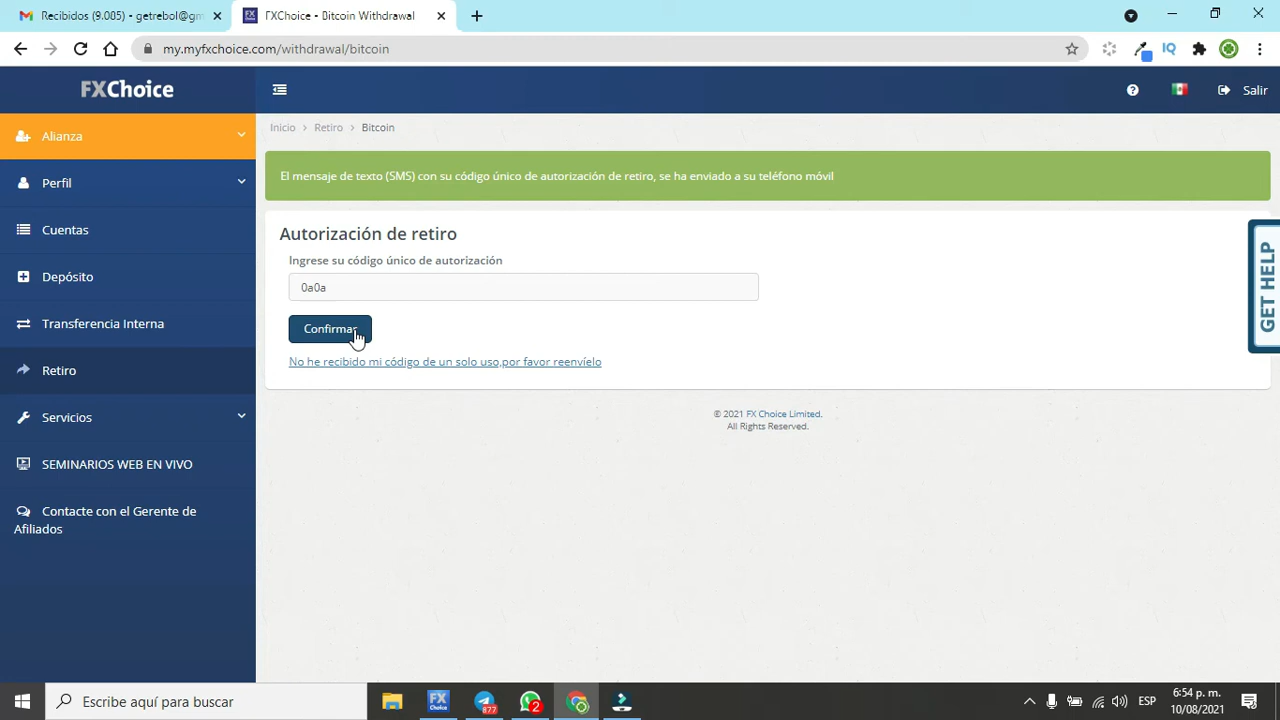 Recibidos (9.005) - getrebol@gm
FXChoice - Bitcoin Withdrawal
my.myfxchoice.com/withdrawal/bitcoin
IQ
FXChoice
Salir
Alianza
Perfil
Cuentas
Depósito
Transferencia Interna
Retiro
Servicios
SEMINARIOS WEB EN VIVO
Contacte con el Gerente de
Afiliados
Inicio > Retiro > Bitcoin
El mensaje de texto (SMS) con su código único de autorización de retiro, se ha enviado a su teléfono móvil
Autorización de retiro
Ingrese su código único de autorización
0a0a
Confirmar
No he recibido mi código de un solo uso,por favor reenvíelo
GET HELP
© 2021 FX Choice Limited.
All Rights Reserved.
Escribe aquí para buscar
FX
CHOICE
877
2
ESP
6:54 p. m.
10/08/2021